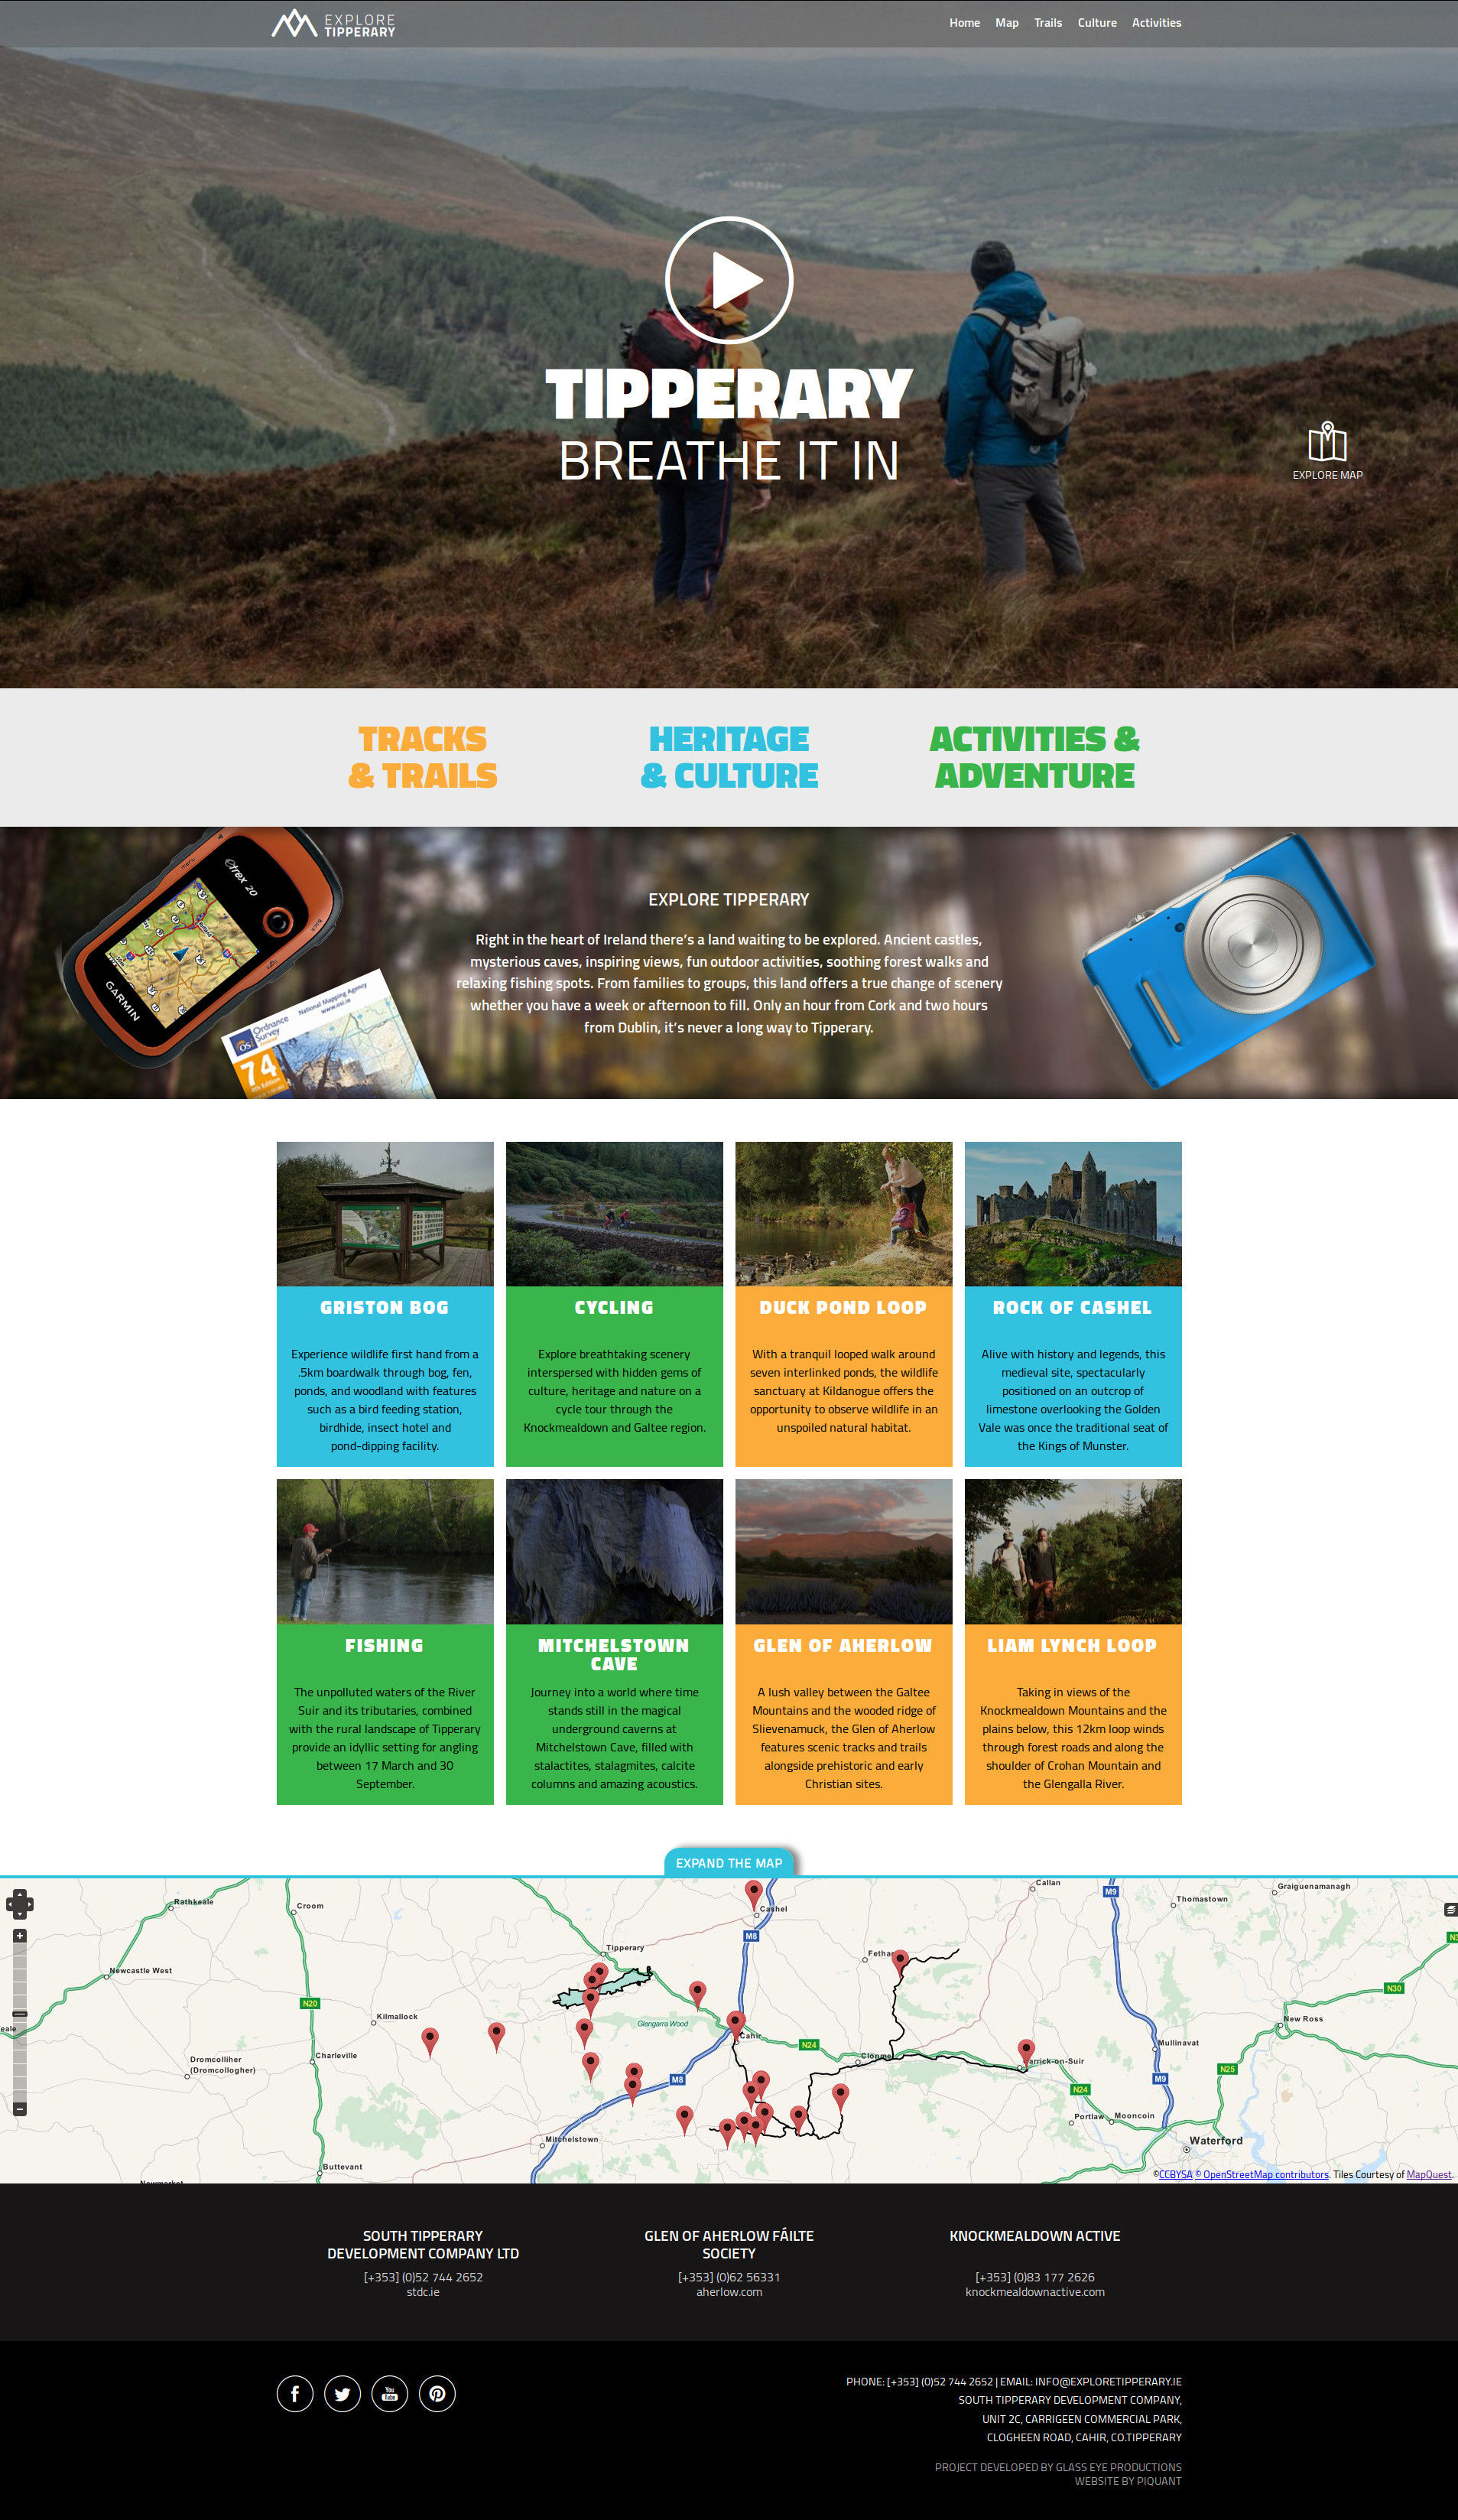 EXPLORE
TIPPERARY
Home Map Trails Culture Activities
TIPPERARY
BREATHE IT IN
EXPLORE MAP
TRACKS
& TRAILS
HERITAGE
& CULTURE
ACTIVITIES &
ADVENTURE
etrex 20
GARMIN
National Mapping Agency
www.osi.ie
Ordnance
Survey
OSi
74
4th Edition
EXPLORE TIPPERARY
Right in the heart of Ireland there's a land waiting to be explored. Ancient castles,
mysterious caves, inspiring views, fun outdoor activities, soothing forest walks and
relaxing fishing spots. From families to groups, this land offers a true change of scenery
whether you have a week or afternoon to fill. Only an hour from Cork and two hours
from Dublin, it's never a long way to Tipperary.
GRISTON BOG
Experience wildlife first hand from a
.5km boardwalk through bog, fen,
ponds, and woodland with features
such as a bird feeding station,
birdhide, insect hotel and
pond-dipping facility.
CYCLING
Explore breathtaking scenery
interspersed with hidden gems of
culture, heritage and nature on a
cycle tour through the
Knockmealdown and Galtee region.
DUCK POND LOOP
With a tranquil looped walk around
seven interlinked ponds, the wildlife
sanctuary at Kildanogue offers the
opportunity to observe wildlife in an
unspoiled natural habitat.
ROCK OF CASHEL
Alive with history and legends, this
medieval site, spectacularly
positioned on an outcrop of
limestone overlooking the Golden
Vale was once the traditional seat of
the Kings of Munster.
FISHING
The unpolluted waters of the River
Suir and its tributaries, combined
with the rural landscape of Tipperary
provide an idyllic setting for angling
between 17 March and 30
September.
MITCHELSTOWN
CAVE
Journey into a world where time
stands still in the magical
underground caverns at
Mitchelstown Cave, filled with
stalactites, stalagmites, calcite
columns and amazing acoustics.
GLEN OF AHERLOW
A lush valley between the Galtee
Mountains and the wooded ridge of
Slievenamuck, the Glen of Aherlow
features scenic tracks and trails
alongside prehistoric and early
Christian sites.
LIAM LYNCH LOOP
Taking in views of the
Knockmealdown Mountains and the
plains below, this 12km loop winds
through forest roads and along the
shoulder of Crohan Mountain and
the Glengalla River.
EXPAND THE MAP
Callan
Graiguenamanagh
M9
Thomastown
Rathkeale
Croom
Cashel
M8
Tipperary
Fethar
Newcastle West
N30
N20
Kilmallock
Glengarra Wood
New Ross
Cahir
N24
Mullinavat
Charleville
Clonme
arrick-on-Suir
Dromcolliher
(Dromcollogher)
N25
M8
M9
N24
Portlaw
Mooncoin
Mitchelstown
Waterford
Buttevant
Newmarket
©CCBYSA © OpenStreetMap contributors. Tiles Courtesy of MapQuest.
SOUTH TIPPERARY
DEVELOPMENT COMPANY LTD
[+353] (0)52 744 2652
stdc.ie
GLEN OF AHERLOW FÁILTE
SOCIETY
[+353] (0)62 56331
aherlow.com
KNOCKMEALDOWN ACTIVE
[+353] (0)83 177 2626
knockmealdownactive.com
You
Tube
PHONE: [+353] (0)52 744 2652 | EMAIL: INFO@EXPLORETIPPERARY.IE
SOUTH TIPPERARY DEVELOPMENT COMPANY,
UNIT 2C, CARRIGEEN COMMERCIAL PARK,
CLOGHEEN ROAD, CAHIR, CO.TIPPERARY
PROJECT DEVELOPED BY GLASS EYE PRODUCTIONS
WEBSITE BY PIQUANT